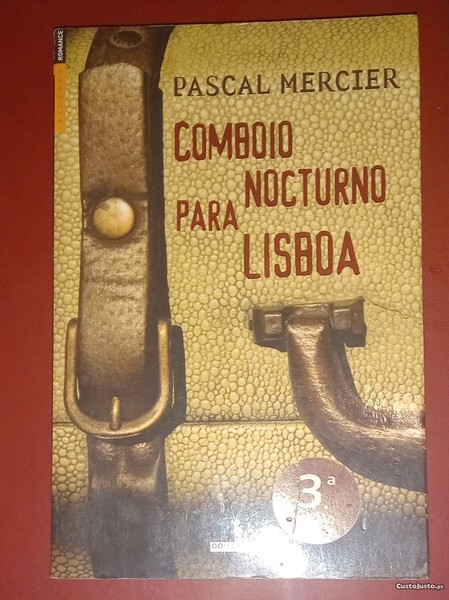 ROMANCE
PASCAL MERCIER
COMBOIO
NOCTURNO
PARA
LISBOA
3ª
CustoJusto.pt